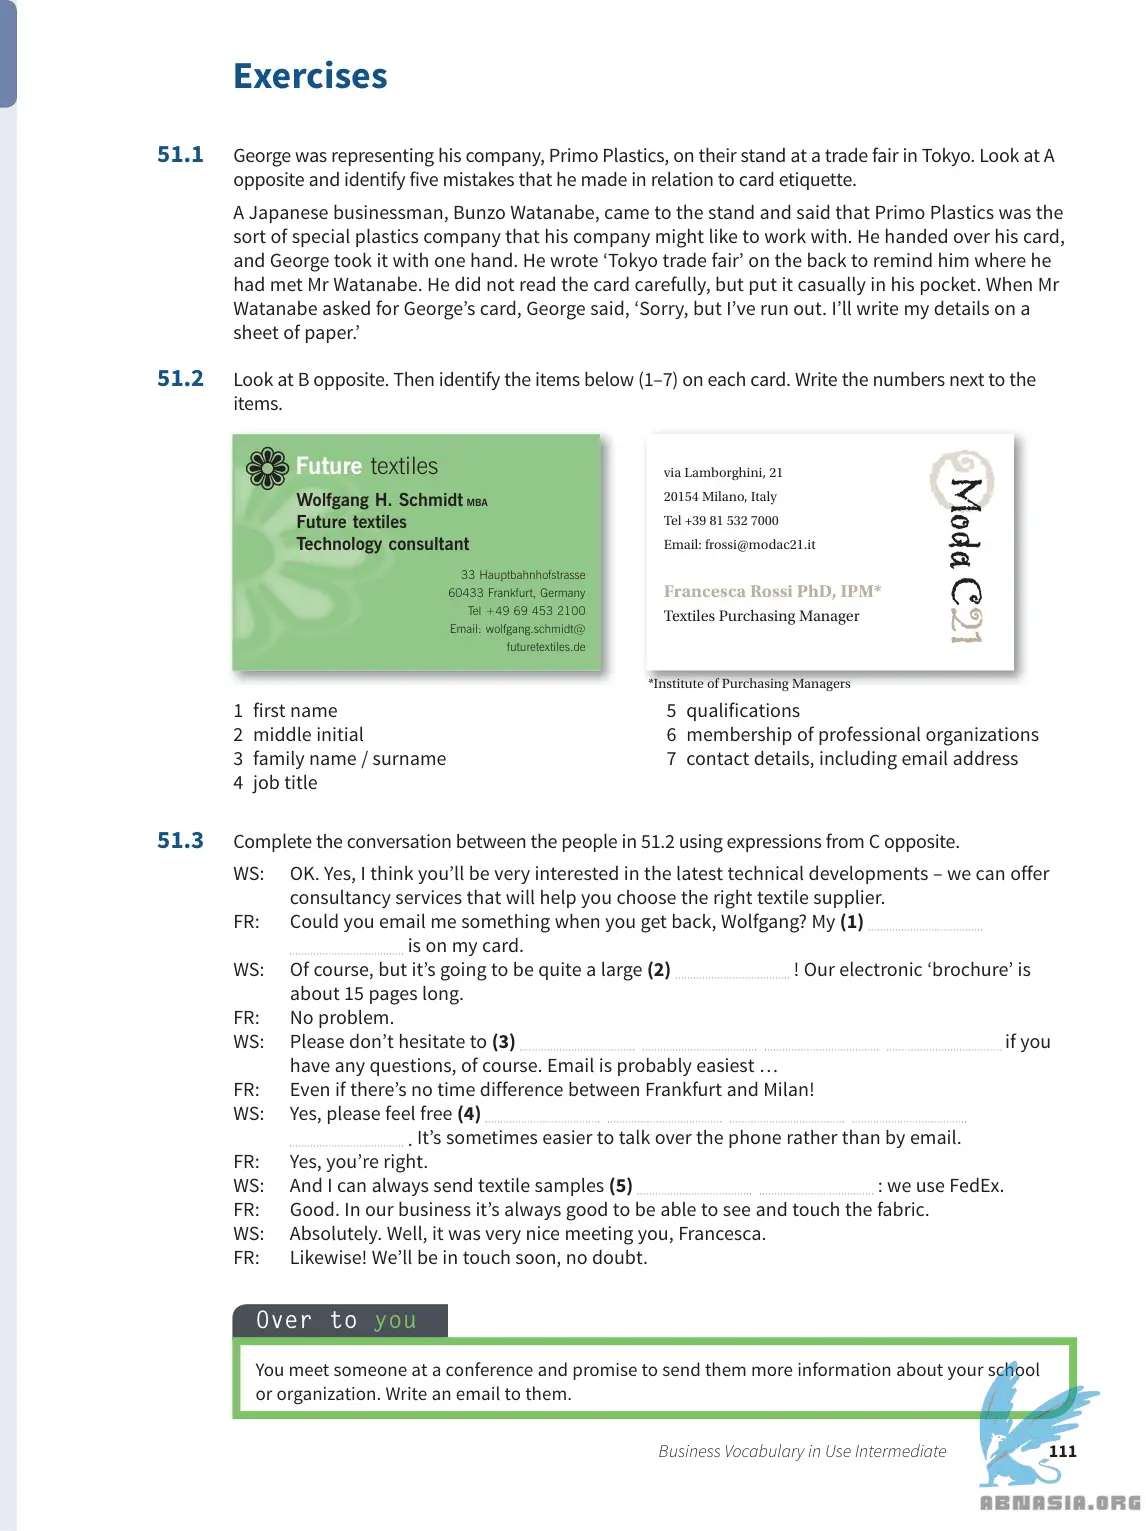 Exercises
51.1 George was representing his company, Primo Plastics, on their stand at a trade fair in Tokyo. Look at A
opposite and identify five mistakes that he made in relation to card etiquette.
A Japanese businessman, Bunzo Watanabe, came to the stand and said that Primo Plastics was the
sort of special plastics company that his company might like to work with. He handed over his card,
and George took it with one hand. He wrote ‘Tokyo trade fair’ on the back to remind him where he
had met Mr Watanabe. He did not read the card carefully, but put it casually in his pocket. When Mr
Watanabe asked for George’s card, George said, ‘Sorry, but I’ve run out. I’ll write my details on a
sheet of paper.’
51.2 Look at B opposite. Then identify the items below (1–7) on each card. Write the numbers next to the
items.
Future textiles
Wolfgang H. Schmidt MBA
Future textiles
Technology consultant
33 Hauptbahnhofstrasse
60433 Frankfurt, Germany
Tel +49 69 453 2100
Email: wolfgang.schmidt@
futuretextiles.de
via Lamborghini, 21
20154 Milano, Italy
Tel +39 81 532 7000
Email: frossi@modac21.it
Francesca Rossi PhD, IPM*
Textiles Purchasing Manager
Moda C21
*Institute of Purchasing Managers
1 first name
2 middle initial
3 family name / surname
4 job title
5 qualifications
6 membership of professional organizations
7 contact details, including email address
51.3 Complete the conversation between the people in 51.2 using expressions from C opposite.
WS: OK. Yes, I think you’ll be very interested in the latest technical developments – we can offer
consultancy services that will help you choose the right textile supplier.
FR: Could you email me something when you get back, Wolfgang? My (1)
is on my card.
WS: Of course, but it’s going to be quite a large (2) ! Our electronic ‘brochure’ is
about 15 pages long.
FR: No problem.
WS: Please don’t hesitate to (3) if you
have any questions, of course. Email is probably easiest …
FR: Even if there’s no time difference between Frankfurt and Milan!
WS: Yes, please feel free (4)
. It’s sometimes easier to talk over the phone rather than by email.
FR: Yes, you’re right.
WS: And I can always send textile samples (5) : we use FedEx.
FR: Good. In our business it’s always good to be able to see and touch the fabric.
WS: Absolutely. Well, it was very nice meeting you, Francesca.
FR: Likewise! We’ll be in touch soon, no doubt.
Over to you
You meet someone at a conference and promise to send them more information about your school
or organization. Write an email to them.
Business Vocabulary in Use Intermediate 111
ABNASIA.ORG